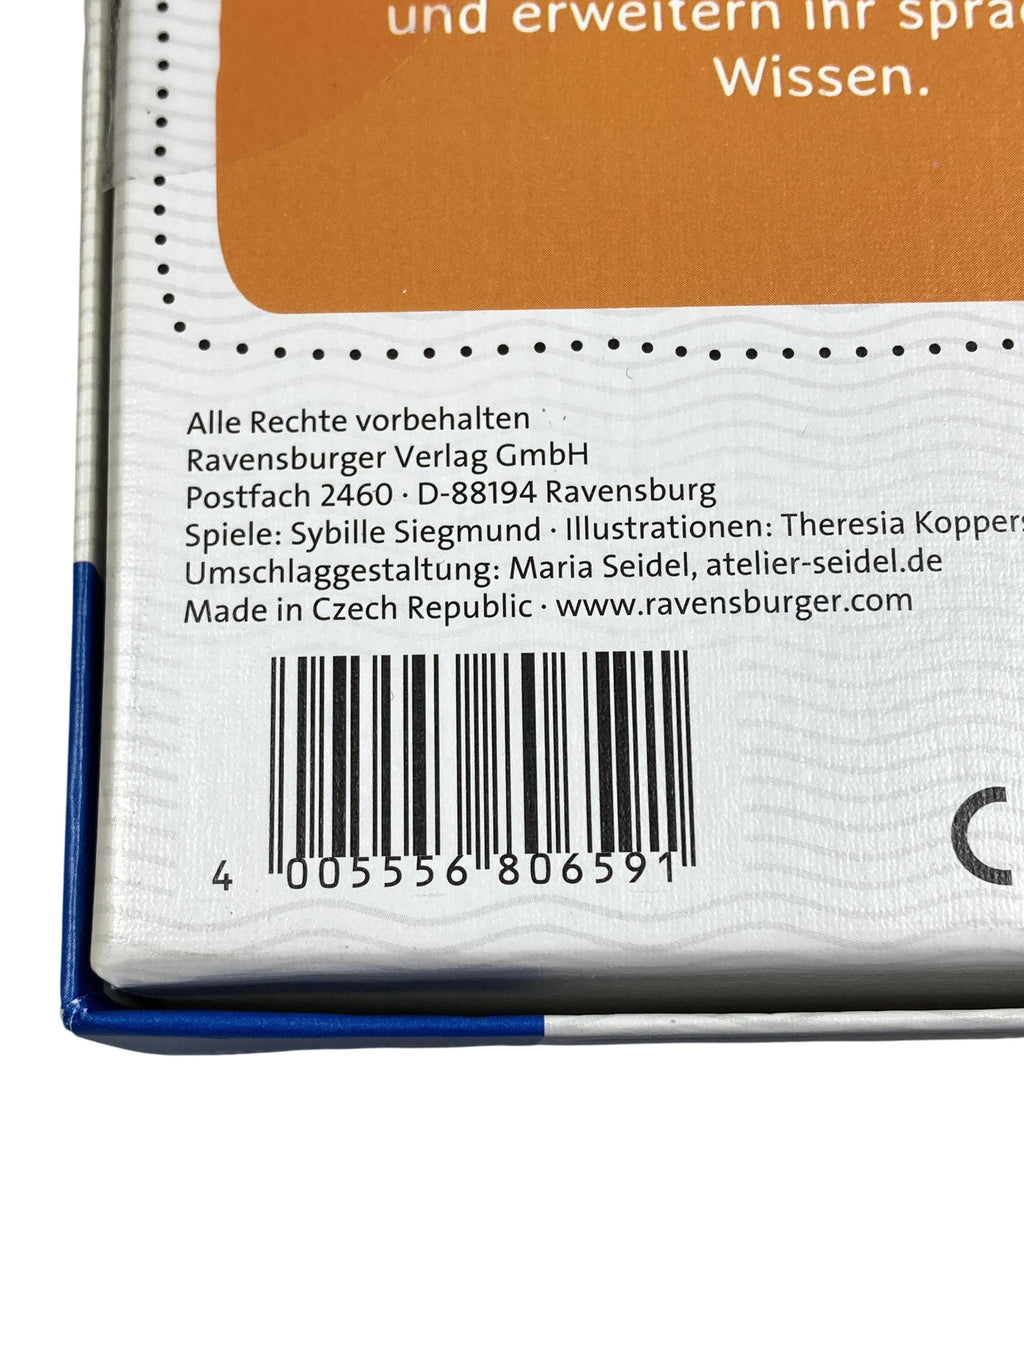 und erweitern ihr
Wissen.
Alle Rechte vorbehalten
Ravensburger Verlag GmbH
Postfach 2460 · D-88194 Ravensburg
Spiele: Sybille Siegmund · Illustrationen: Theresia Koppers
Umschlaggestaltung: Maria Seidel, atelier-seidel.de
Made in Czech Republic · www.ravensburger.com
4 005556 806591